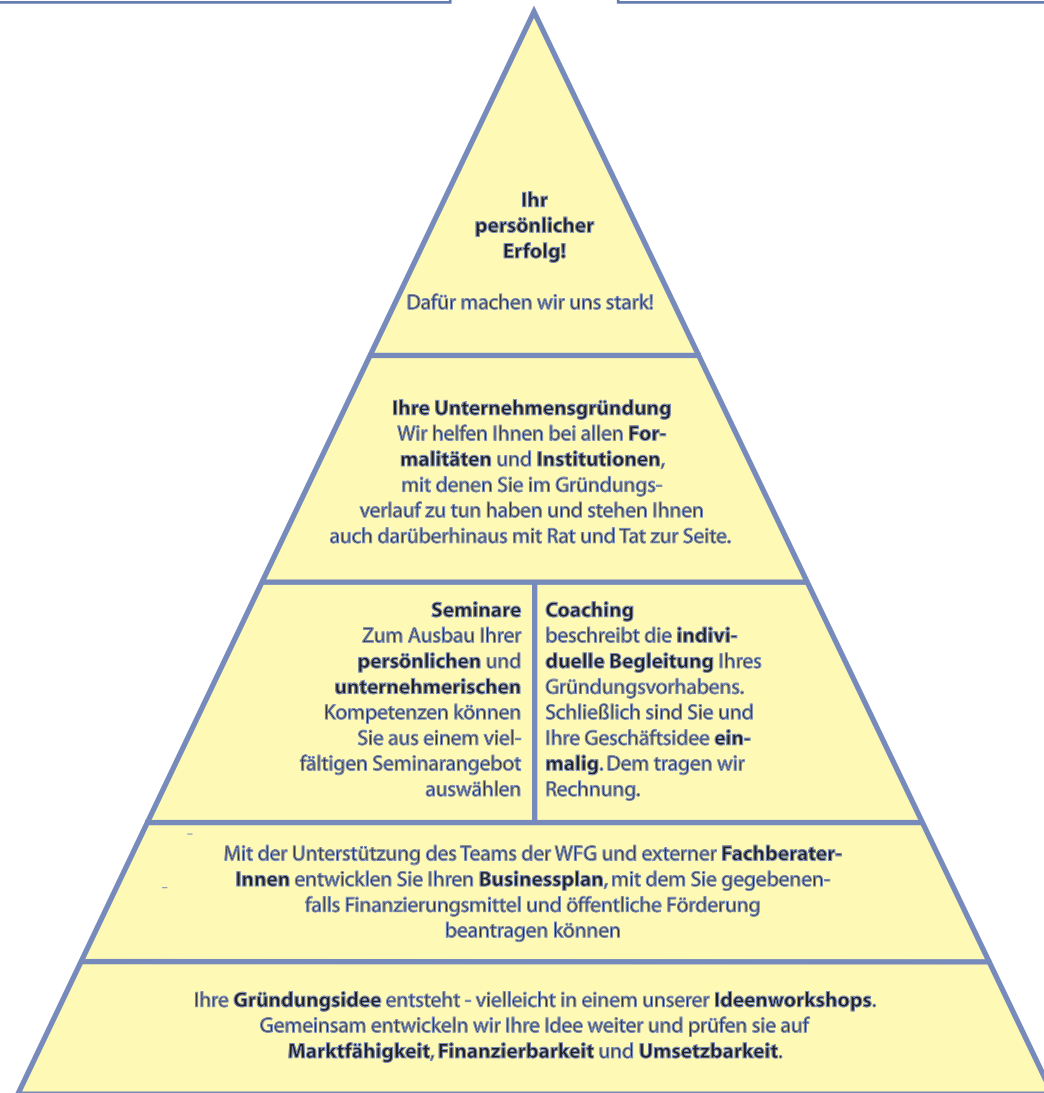 Ihr
persönlicher
Erfolg!
Dafür machen wir uns stark!
Ihre Unternehmensgründung
Wir helfen Ihnen bei allen For-
malitäten und Institutionen,
mit denen Sie im Gründungs-
verlauf zu tun haben und stehen Ihnen
auch darüberhinaus mit Rat und Tat zur Seite.
Seminare
Zum Ausbau Ihrer
persönlichen und
unternehmerischen
Kompetenzen können
Sie aus einem viel-
fältigen Seminarangebot
auswählen
Coaching
beschreibt die indivi-
duelle Begleitung Ihres
Gründungsvorhabens.
Schließlich sind Sie und
Ihre Geschäftsidee ein-
malig. Dem tragen wir
Rechnung.
Mit der Unterstützung des Teams der WFG und externer Fachberater-
Innen entwicklen Sie Ihren Businessplan, mit dem Sie gegebenen-
falls Finanzierungsmittel und öffentliche Förderung
beantragen können
Ihre Gründungsidee entsteht - vielleicht in einem unserer Ideenworkshops.
Gemeinsam entwickeln wir Ihre Idee weiter und prüfen sie auf
Marktfähigkeit, Finanzierbarkeit und Umsetzbarkeit.